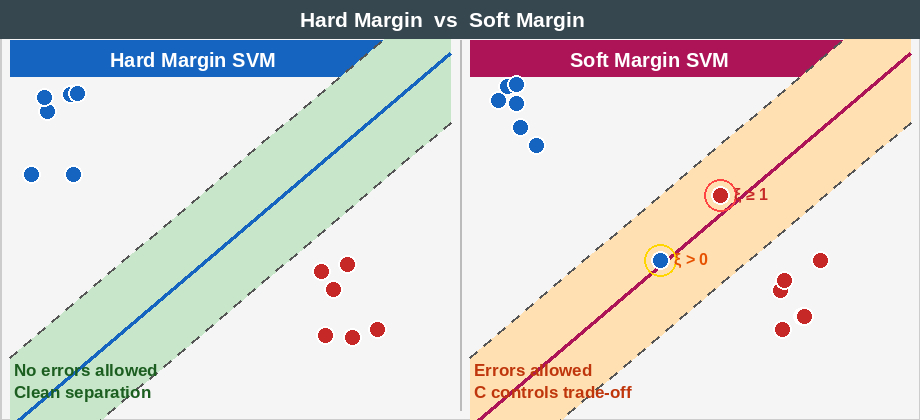 Hard Margin vs Soft Margin
Hard Margin SVM
No errors allowed
Clean separation
Soft Margin SVM
ξ ≥ 1
ξ > 0
Errors allowed
C controls trade-off